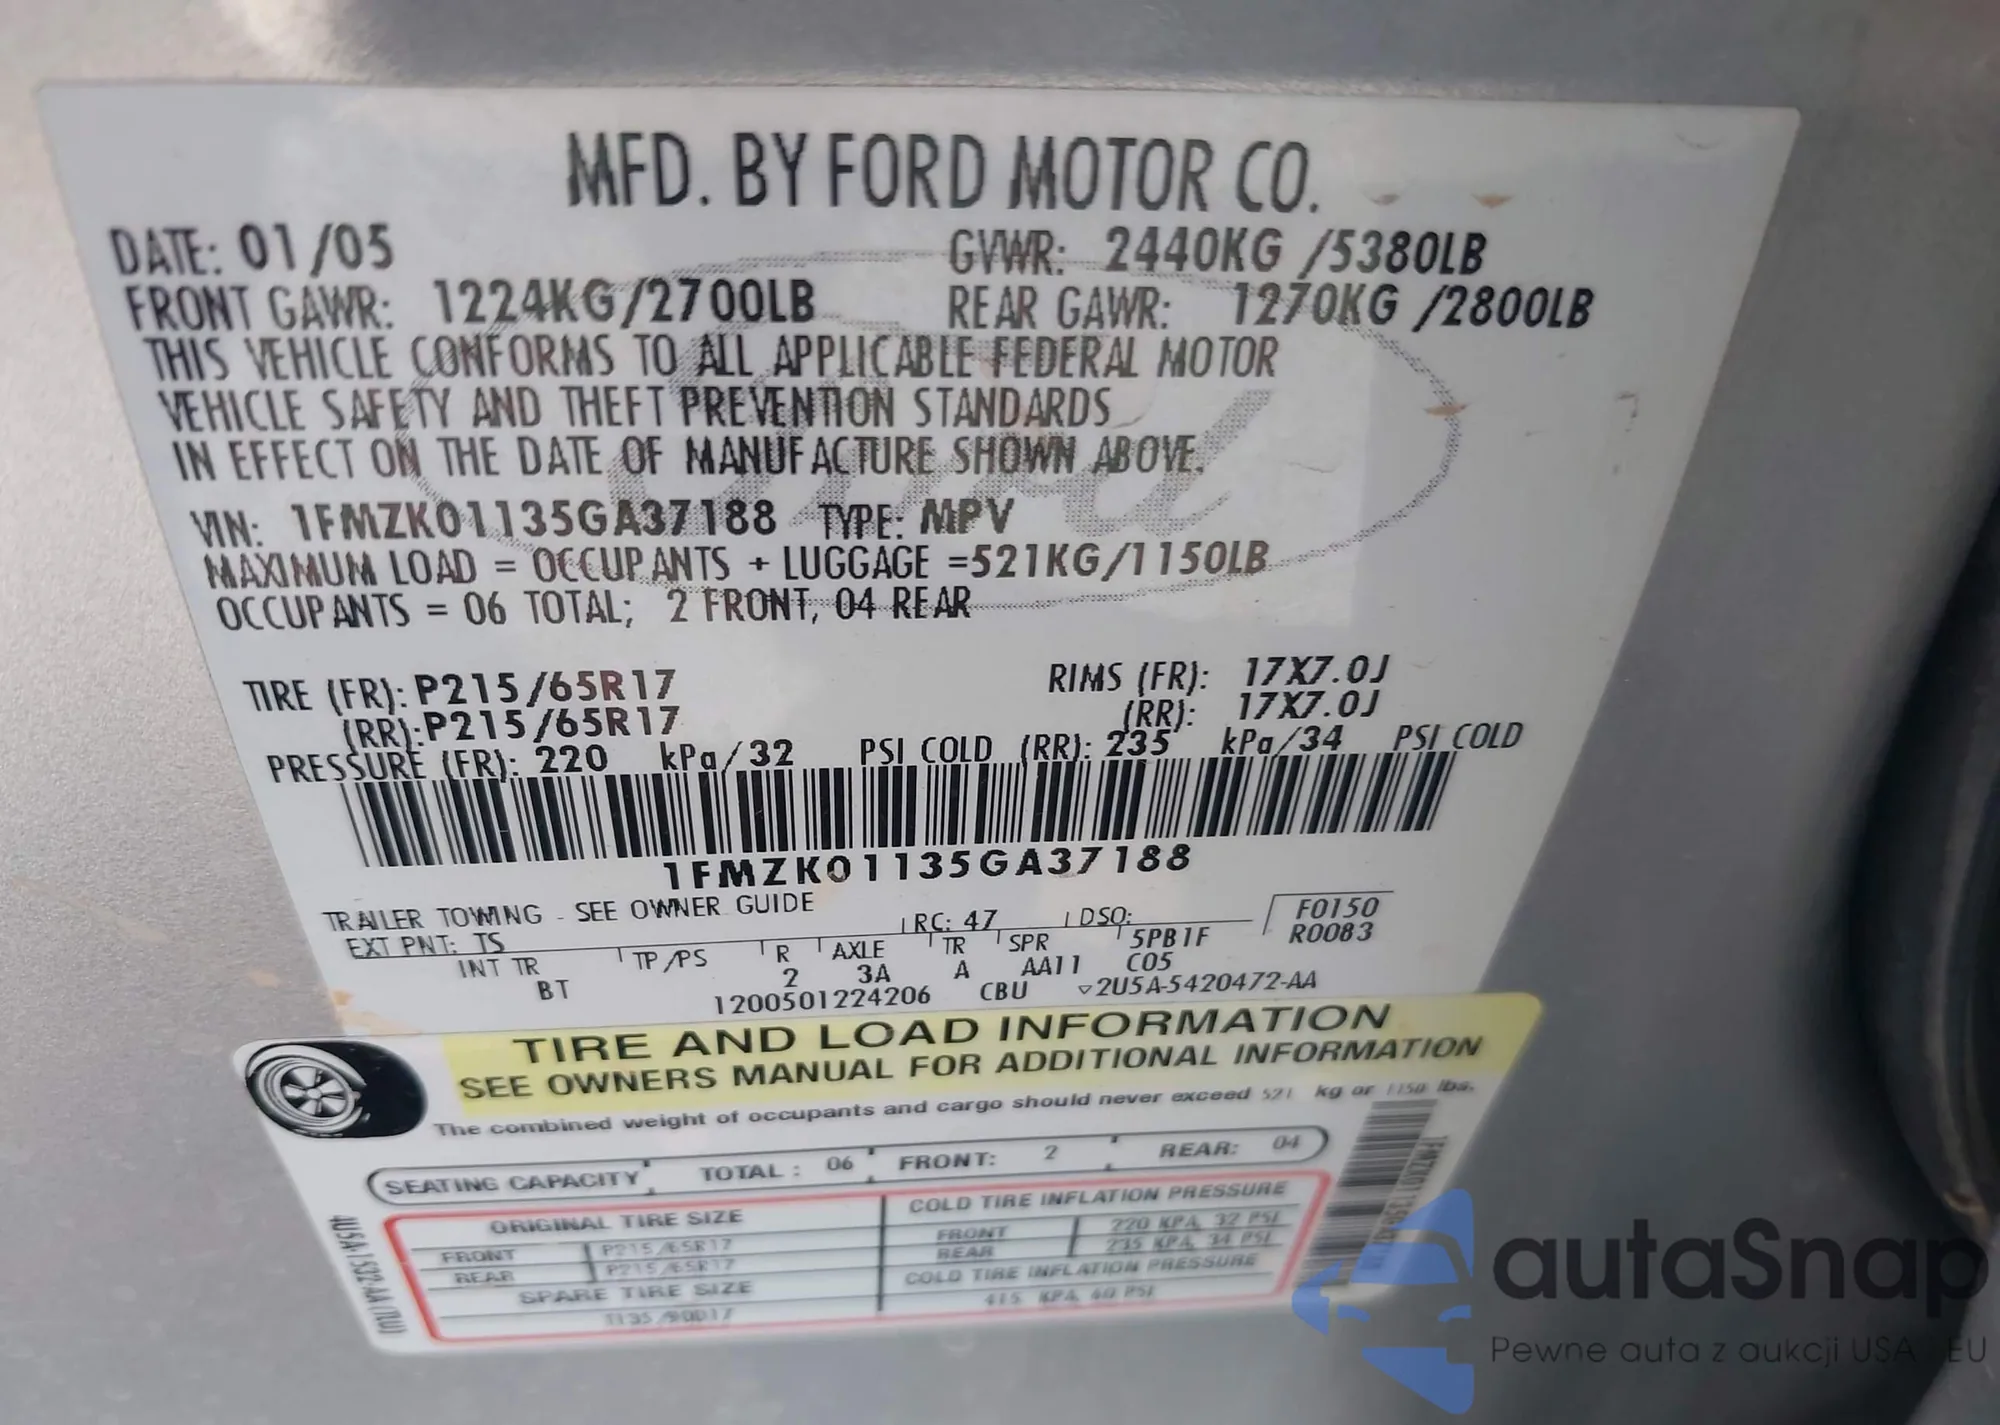 MFD. BY FORD MOTOR CO.
DATE: 01/05 GVWR: 2440KG /5380LB
FRONT GAWR: 1224KG/2700LB REAR GAWR: 1270KG /2800LB
THIS VEHICLE CONFORMS TO ALL APPLICABLE FEDERAL MOTOR
VEHICLE SAFETY AND THEFT PREVENTION STANDARDS
IN EFFECT ON THE DATE OF MANUFACTURE SHOWN ABOVE.
VIN: 1FMZK01135GA37188 TYPE: MPV
MAXIMUM LOAD = OCCUPANTS + LUGGAGE =521KG/1150LB
OCCUPANTS = 06 TOTAL; 2 FRONT, 04 REAR
TIRE (FR): P215/65R17 RIMS (FR): 17X7.0J
(RR): P215/65R17 (RR): 17X7.0J
PRESSURE (FR): 220 kPa/32 PSI COLD (RR): 235 kPa/34 PSI COLD
1FMZK01135GA37188
TRAILER TOWING - SEE OWNER GUIDE
EXT PNT: TS RC: 47 DSO: F0150
INT TR TP/PS R AXLE TR SPR 5PB1F R0083
BT 2 3A A AA11 C05
1200501224206 CBU ▽2U5A-5420472-AA
TIRE AND LOAD INFORMATION
SEE OWNERS MANUAL FOR ADDITIONAL INFORMATION
The combined weight of occupants and cargo should never exceed 521 kg or 1150 lbs.
SEATING CAPACITY TOTAL : 06 FRONT: 2 REAR: 04
ORIGINAL TIRE SIZE COLD TIRE INFLATION PRESSURE
FRONT P215/65R17 FRONT 220 KPA, 32 PSI
REAR P215/65R17 REAR 235 KPA, 34 PSI
SPARE TIRE SIZE COLD TIRE INFLATION PRESSURE
T135/90D17 415 KPA, 60 PSI
1FMZK01135GA37188
autaSnap
Pewne auta z aukcji USA EU